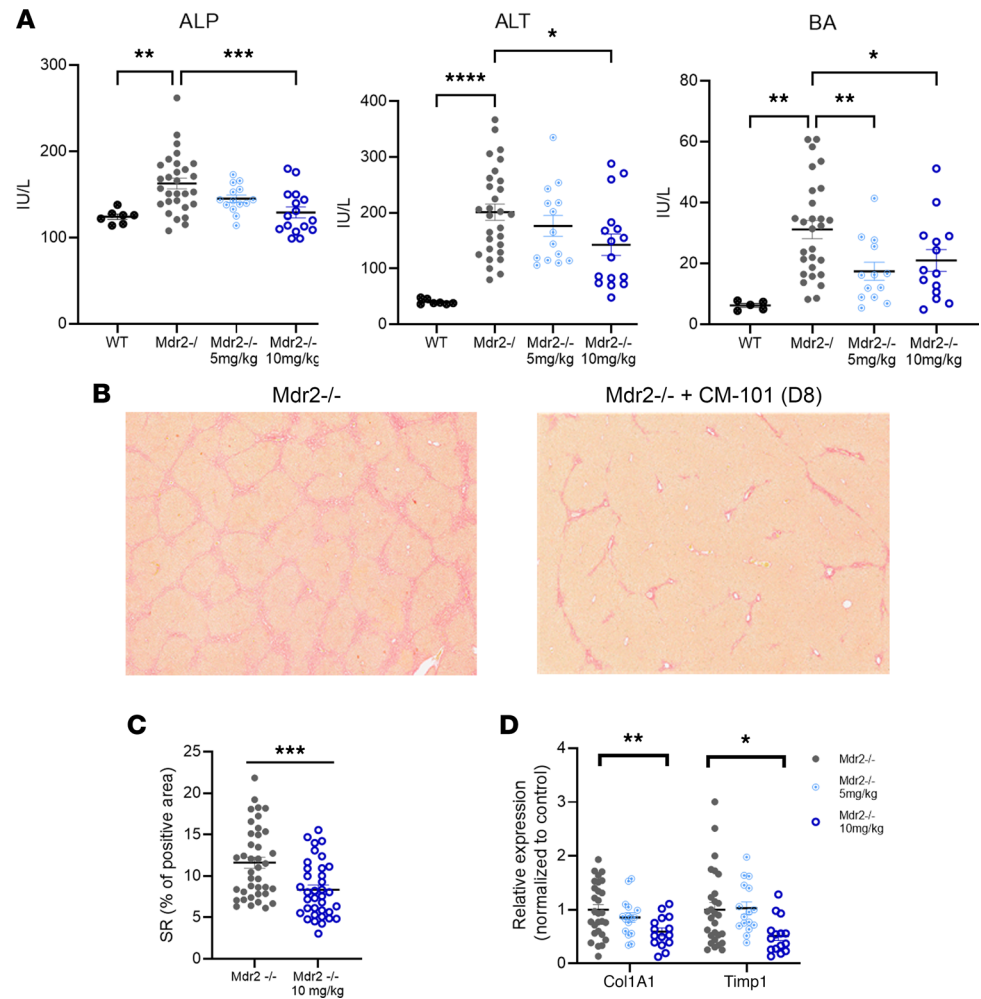 A
ALP
ALT
BA
** ***
**** *
** ** *
IU/L
300
200
100
0
WT Mdr2-/ Mdr2-/- 5mg/kg Mdr2-/- 10mg/kg
IU/L
400
300
200
100
0
WT Mdr2-/ Mdr2-/- 5mg/kg Mdr2-/- 10mg/kg
IU/L
80
60
40
20
0
WT Mdr2-/ Mdr2-/- 5mg/kg Mdr2-/- 10mg/kg
B
Mdr2-/-
Mdr2-/- + CM-101 (D8)
C
SR (% of positive area)
25
20
15
10
5
0
***
Mdr2 -/- Mdr2 -/- 10 mg/kg
D
Relative expression
(normalized to control)
4
3
2
1
0
** *
Col1A1 Timp1
Mdr2-/-
Mdr2-/-
5mg/kg
Mdr2-/-
10mg/kg